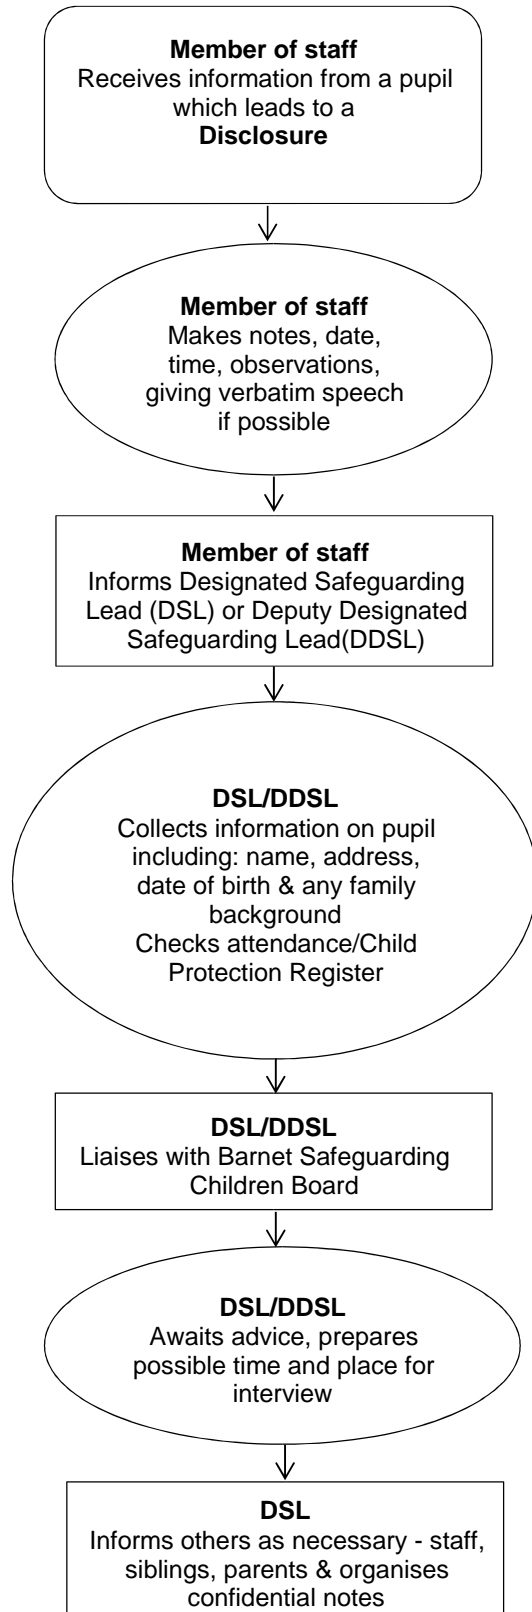 Member of staff
Receives information from a pupil
which leads to a
Disclosure
Member of staff
Makes notes, date,
time, observations,
giving verbatim speech
if possible
Member of staff
Informs Designated Safeguarding
Lead (DSL) or Deputy Designated
Safeguarding Lead(DDSL)
DSL/DDSL
Collects information on pupil
including: name, address,
date of birth & any family
background
Checks attendance/Child
Protection Register
DSL/DDSL
Liaises with Barnet Safeguarding
Children Board
DSL/DDSL
Awaits advice, prepares
possible time and place for
interview
DSL
Informs others as necessary - staff,
siblings, parents & organises
confidential notes